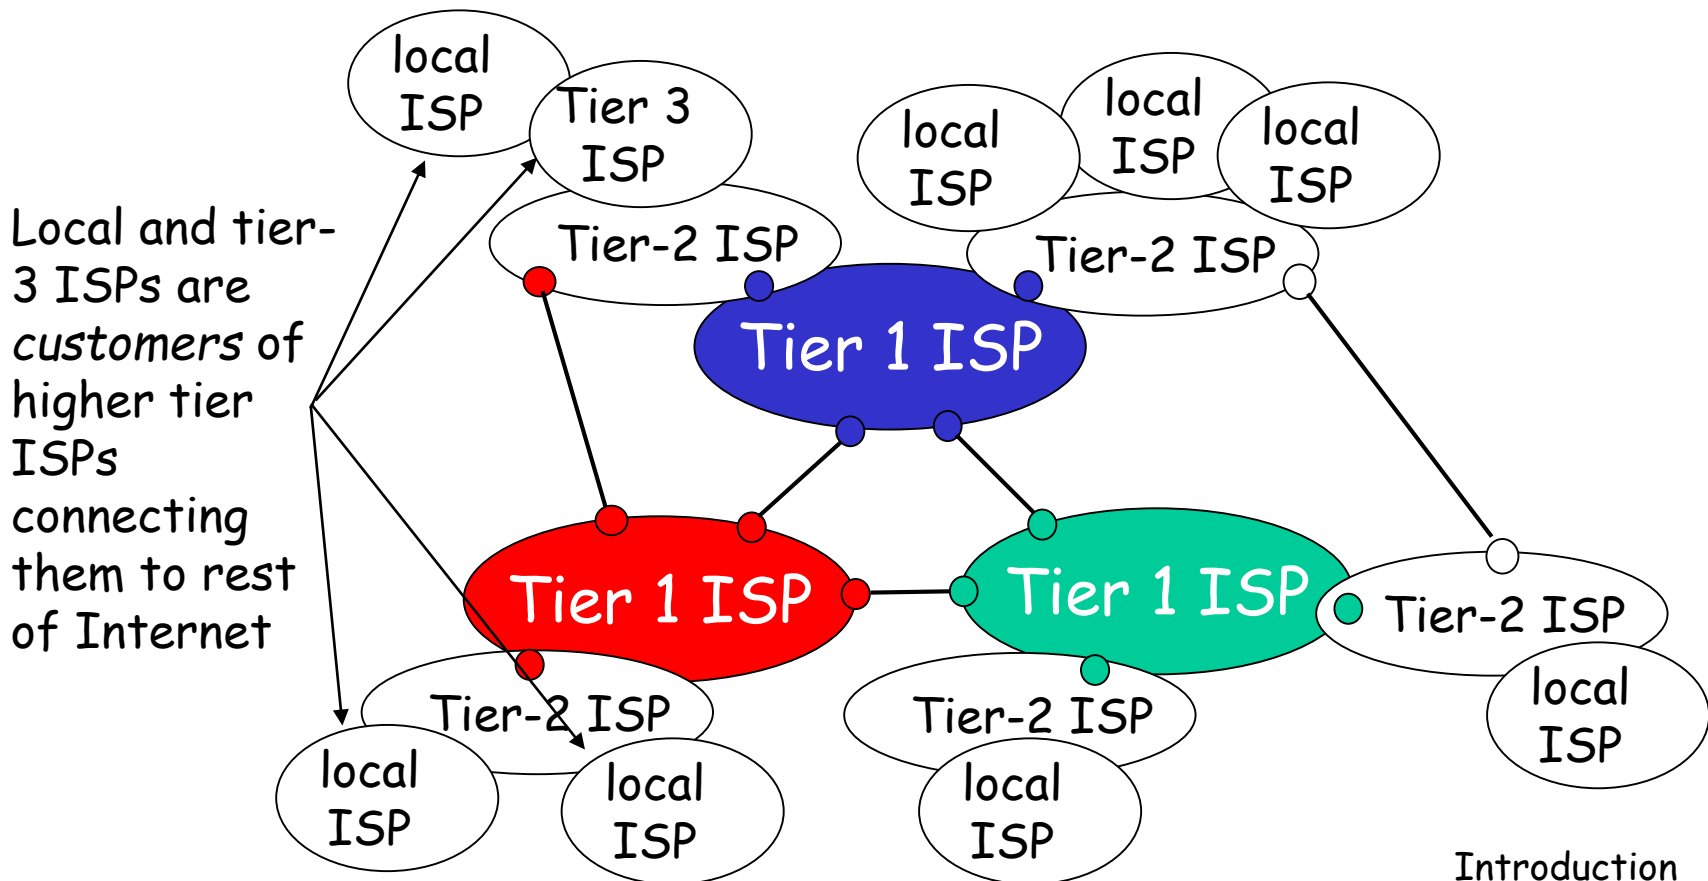 local
ISP
Tier 3
ISP
local
ISP
local
ISP
local
ISP
Local and tier-
3 ISPs are
customers of
higher tier
ISPs
connecting
them to rest
of Internet
Tier-2 ISP
Tier-2 ISP
Tier 1 ISP
Tier 1 ISP
Tier 1 ISP
Tier-2 ISP
Tier-2 ISP
Tier-2 ISP
local
ISP
local
ISP
local
ISP
local
ISP
Introduction